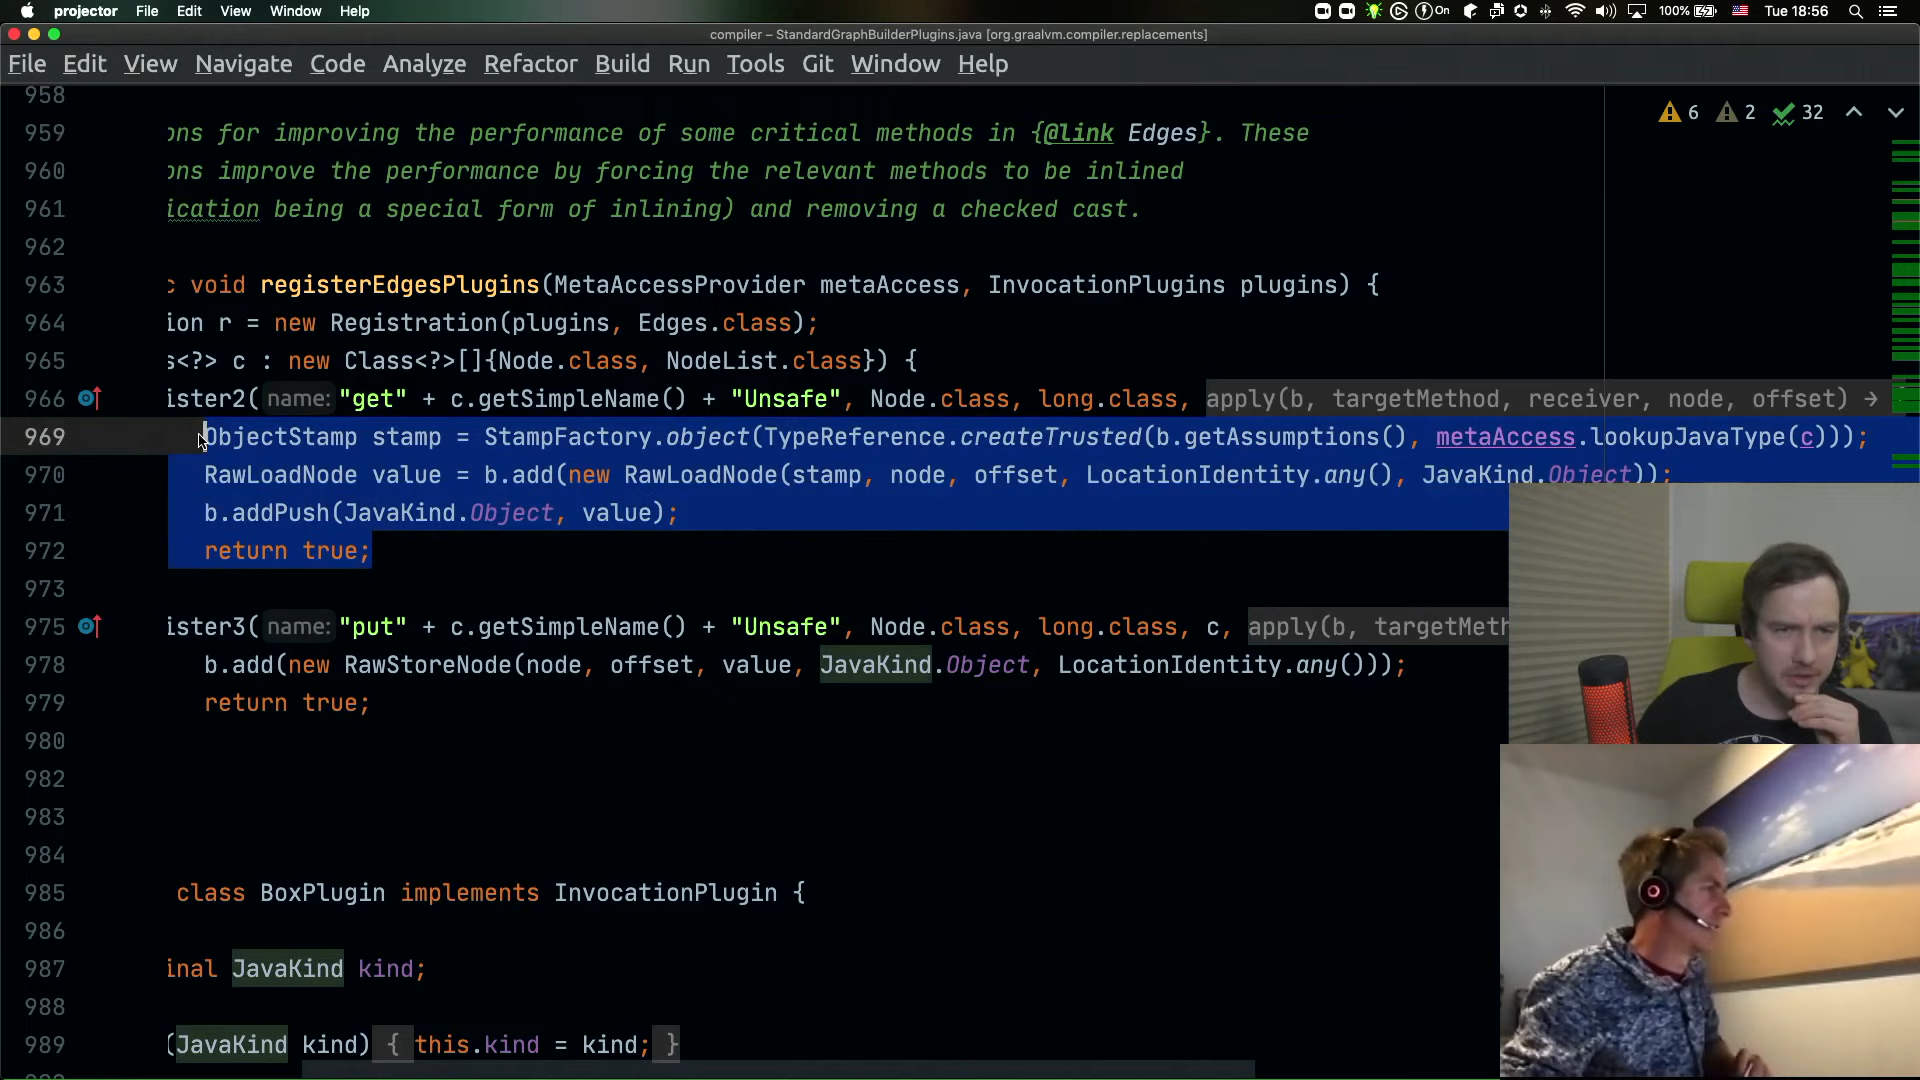 projector File Edit View Window Help On 100% Tue 18:56
compiler – StandardGraphBuilderPlugins.java [org.graalvm.compiler.replacements]
File Edit View Navigate Code Analyze Refactor Build Run Tools Git Window Help
6 2 32
958
959 ons for improving the performance of some critical methods in {@link Edges}. These
960 ons improve the performance by forcing the relevant methods to be inlined
961 ication being a special form of inlining) and removing a checked cast.
962
963 c void registerEdgesPlugins(MetaAccessProvider metaAccess, InvocationPlugins plugins) {
964 ion r = new Registration(plugins, Edges.class);
965 s<?> c : new Class<?>[]{Node.class, NodeList.class}) {
966 ister2( name: "get" + c.getSimpleName() + "Unsafe", Node.class, long.class, apply(b, targetMethod, receiver, node, offset) →
969 ObjectStamp stamp = StampFactory.object(TypeReference.createTrusted(b.getAssumptions(), metaAccess.lookupJavaType(c)));
970 RawLoadNode value = b.add(new RawLoadNode(stamp, node, offset, LocationIdentity.any(), JavaKind.Object));
971 b.addPush(JavaKind.Object, value);
972 return true;
973
975 ister3( name: "put" + c.getSimpleName() + "Unsafe", Node.class, long.class, c, apply(b, targetMeth
978 b.add(new RawStoreNode(node, offset, value, JavaKind.Object, LocationIdentity.any()));
979 return true;
980
982
983
984
985 class BoxPlugin implements InvocationPlugin {
986
987 inal JavaKind kind;
988
989 (JavaKind kind) { this.kind = kind; }